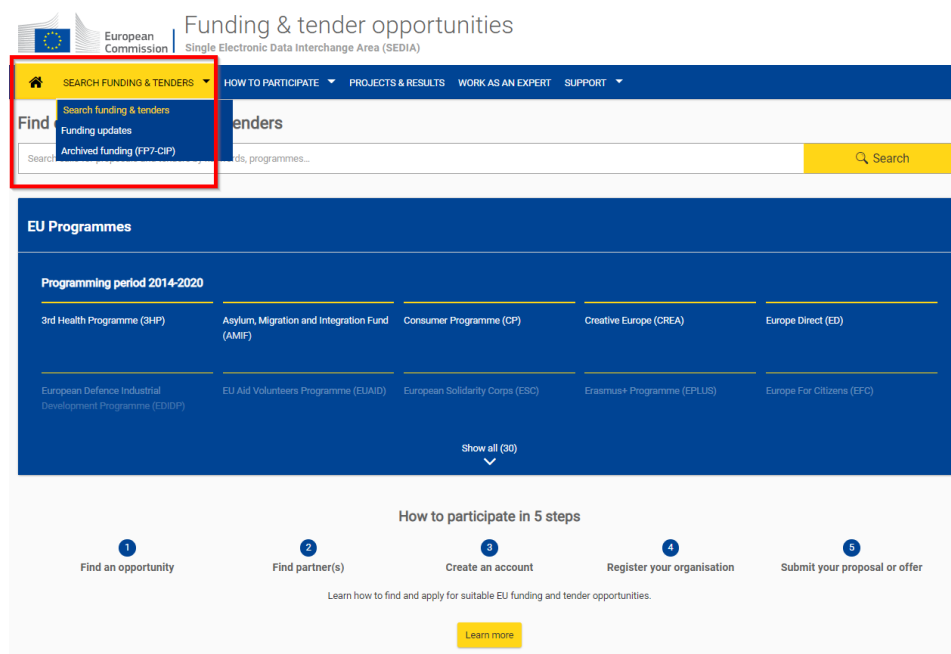 European
Commission
Funding & tender opportunities
Single Electronic Data Interchange Area (SEDIA)
SEARCH FUNDING & TENDERS HOW TO PARTICIPATE PROJECTS & RESULTS WORK AS AN EXPERT SUPPORT
Search funding & tenders
Funding updates
Archived funding (FP7-CIP)
Find enders
Search rds, programmes...
Search
EU Programmes
Programming period 2014-2020
3rd Health Programme (3HP)
Asylum, Migration and Integration Fund
(AMIF)
Consumer Programme (CP)
Creative Europe (CREA)
Europe Direct (ED)
European Defence Industrial
Development Programme (EDIDP)
EU Aid Volunteers Programme (EUAID)
European Solidarity Corps (ESC)
Erasmus+ Programme (EPLUS)
Europe For Citizens (EFC)
Show all (30)
How to participate in 5 steps
1
Find an opportunity
2
Find partner(s)
3
Create an account
4
Register your organisation
5
Submit your proposal or offer
Learn how to find and apply for suitable EU funding and tender opportunities.
Learn more